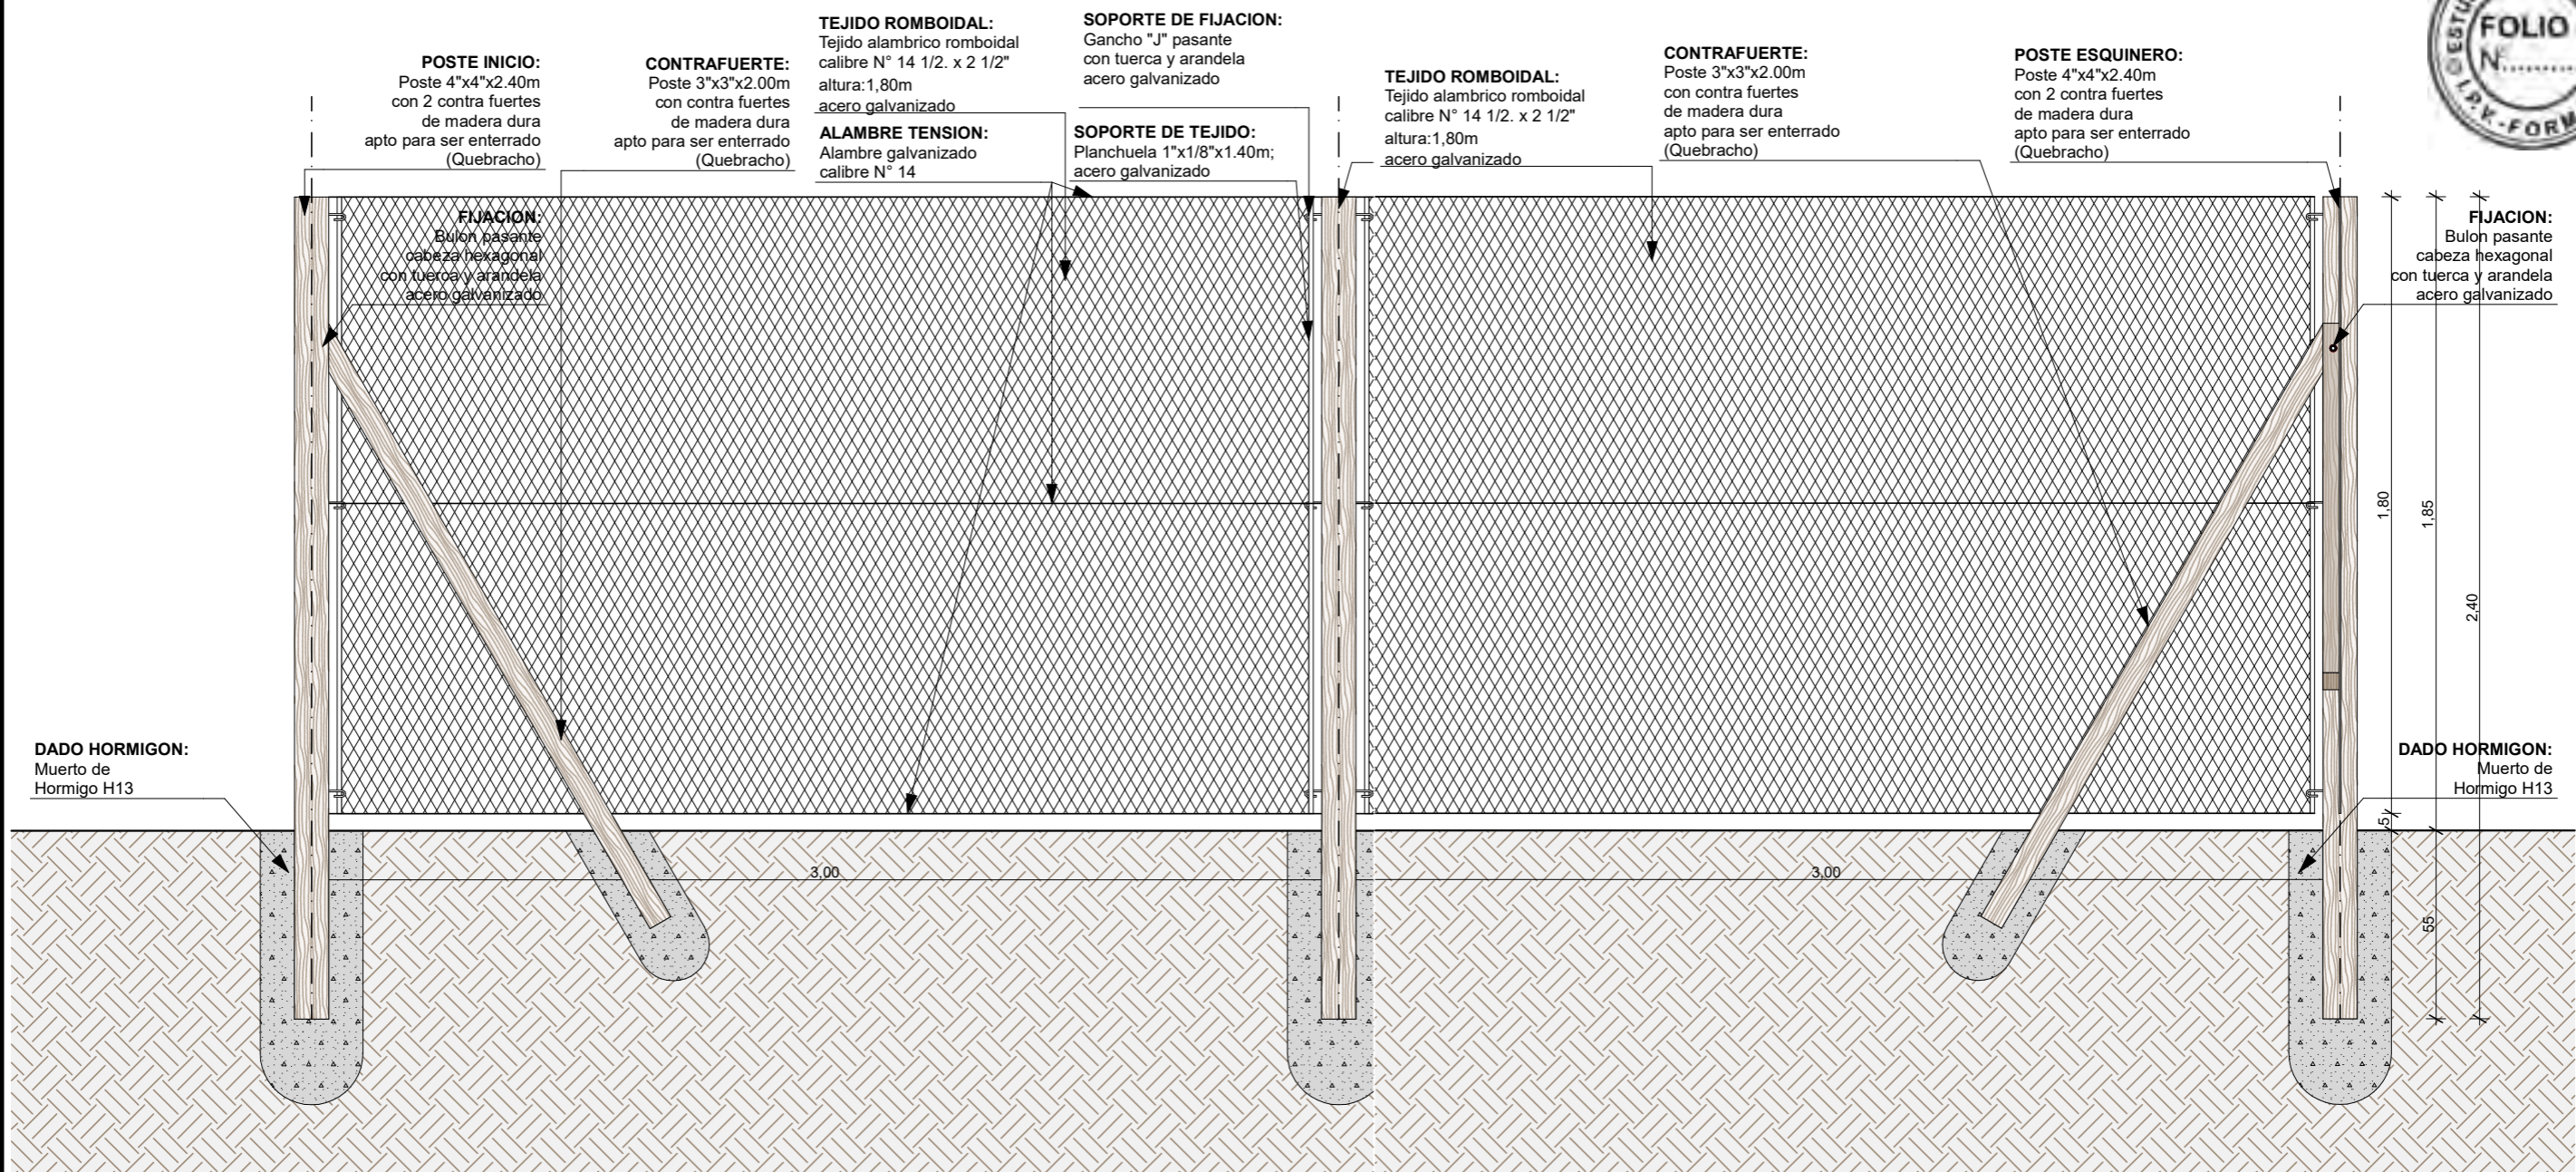 POSTE INICIO:
Poste 4"x4"x2.40m
con 2 contra fuertes
de madera dura
apto para ser enterrado
(Quebracho)
CONTRAFUERTE:
Poste 3"x3"x2.00m
con contra fuertes
de madera dura
apto para ser enterrado
(Quebracho)
TEJIDO ROMBOIDAL:
Tejido alambrico romboidal
calibre N° 14 1/2. x 2 1/2"
altura:1,80m
acero galvanizado
ALAMBRE TENSION:
Alambre galvanizado
calibre N° 14
SOPORTE DE FIJACION:
Gancho "J" pasante
con tuerca y arandela
acero galvanizado
SOPORTE DE TEJIDO:
Planchuela 1"x1/8"x1.40m;
acero galvanizado
TEJIDO ROMBOIDAL:
Tejido alambrico romboidal
calibre N° 14 1/2. x 2 1/2"
altura:1,80m
acero galvanizado
CONTRAFUERTE:
Poste 3"x3"x2.00m
con contra fuertes
de madera dura
apto para ser enterrado
(Quebracho)
POSTE ESQUINERO:
Poste 4"x4"x2.40m
con 2 contra fuertes
de madera dura
apto para ser enterrado
(Quebracho)
FOLIO
N°
I.P.V.-FORM
FIJACION:
Bulon pasante
cabeza hexagonal
con tuerca y arandela
acero galvanizado
FIJACION:
Bulon pasante
cabeza hexagonal
con tuerca y arandela
acero galvanizado
1,80
1,85
2,40
DADO HORMIGON:
Muerto de
Hormigo H13
DADO HORMIGON:
Muerto de
Hormigo H13
5
3,00
3,00
55